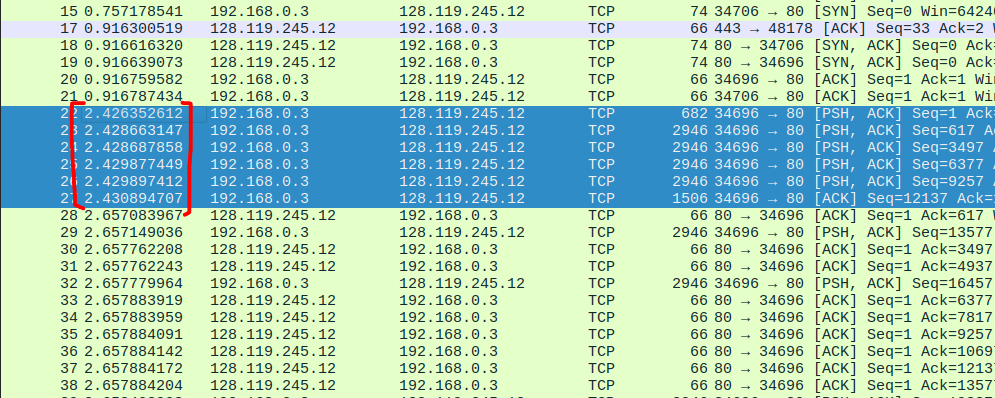 15 0.757178541 192.168.0.3 128.119.245.12 TCP 74 34706 → 80 [SYN] Seq=0 Win=6424
17 0.916300519 128.119.245.12 192.168.0.3 TCP 66 443 → 48178 [ACK] Seq=33 Ack=2
18 0.916616320 128.119.245.12 192.168.0.3 TCP 74 80 → 34706 [SYN, ACK] Seq=0 Ack=
19 0.916639073 128.119.245.12 192.168.0.3 TCP 74 80 → 34696 [SYN, ACK] Seq=0 Ack=
20 0.916759582 192.168.0.3 128.119.245.12 TCP 66 34696 → 80 [ACK] Seq=1 Ack=1 Win
21 0.916787434 192.168.0.3 128.119.245.12 TCP 66 34706 → 80 [ACK] Seq=1 Ack=1 Win
22 2.426352612 192.168.0.3 128.119.245.12 TCP 682 34696 → 80 [PSH, ACK] Seq=1 Ack=
23 2.428663147 192.168.0.3 128.119.245.12 TCP 2946 34696 → 80 [PSH, ACK] Seq=617
24 2.428687858 192.168.0.3 128.119.245.12 TCP 2946 34696 → 80 [PSH, ACK] Seq=3497
25 2.429877449 192.168.0.3 128.119.245.12 TCP 2946 34696 → 80 [PSH, ACK] Seq=6377
26 2.429897412 192.168.0.3 128.119.245.12 TCP 2946 34696 → 80 [PSH, ACK] Seq=9257
27 2.430894707 192.168.0.3 128.119.245.12 TCP 1506 34696 → 80 [ACK] Seq=12137
28 2.657083967 128.119.245.12 192.168.0.3 TCP 66 80 → 34696 [ACK] Seq=1 Ack=617
29 2.657149036 192.168.0.3 128.119.245.12 TCP 2946 34696 → 80 [PSH, ACK] Seq=13577
30 2.657762208 128.119.245.12 192.168.0.3 TCP 66 80 → 34696 [ACK] Seq=1 Ack=3497
31 2.657762243 128.119.245.12 192.168.0.3 TCP 66 80 → 34696 [ACK] Seq=1 Ack=4937
32 2.657779964 192.168.0.3 128.119.245.12 TCP 2946 34696 → 80 [PSH, ACK] Seq=16457
33 2.657883919 128.119.245.12 192.168.0.3 TCP 66 80 → 34696 [ACK] Seq=1 Ack=6377
34 2.657883959 128.119.245.12 192.168.0.3 TCP 66 80 → 34696 [ACK] Seq=1 Ack=7817
35 2.657884091 128.119.245.12 192.168.0.3 TCP 66 80 → 34696 [ACK] Seq=1 Ack=9257
36 2.657884142 128.119.245.12 192.168.0.3 TCP 66 80 → 34696 [ACK] Seq=1 Ack=1069
37 2.657884172 128.119.245.12 192.168.0.3 TCP 66 80 → 34696 [ACK] Seq=1 Ack=1213
38 2.657884204 128.119.245.12 192.168.0.3 TCP 66 80 → 34696 [ACK] Seq=1 Ack=1357